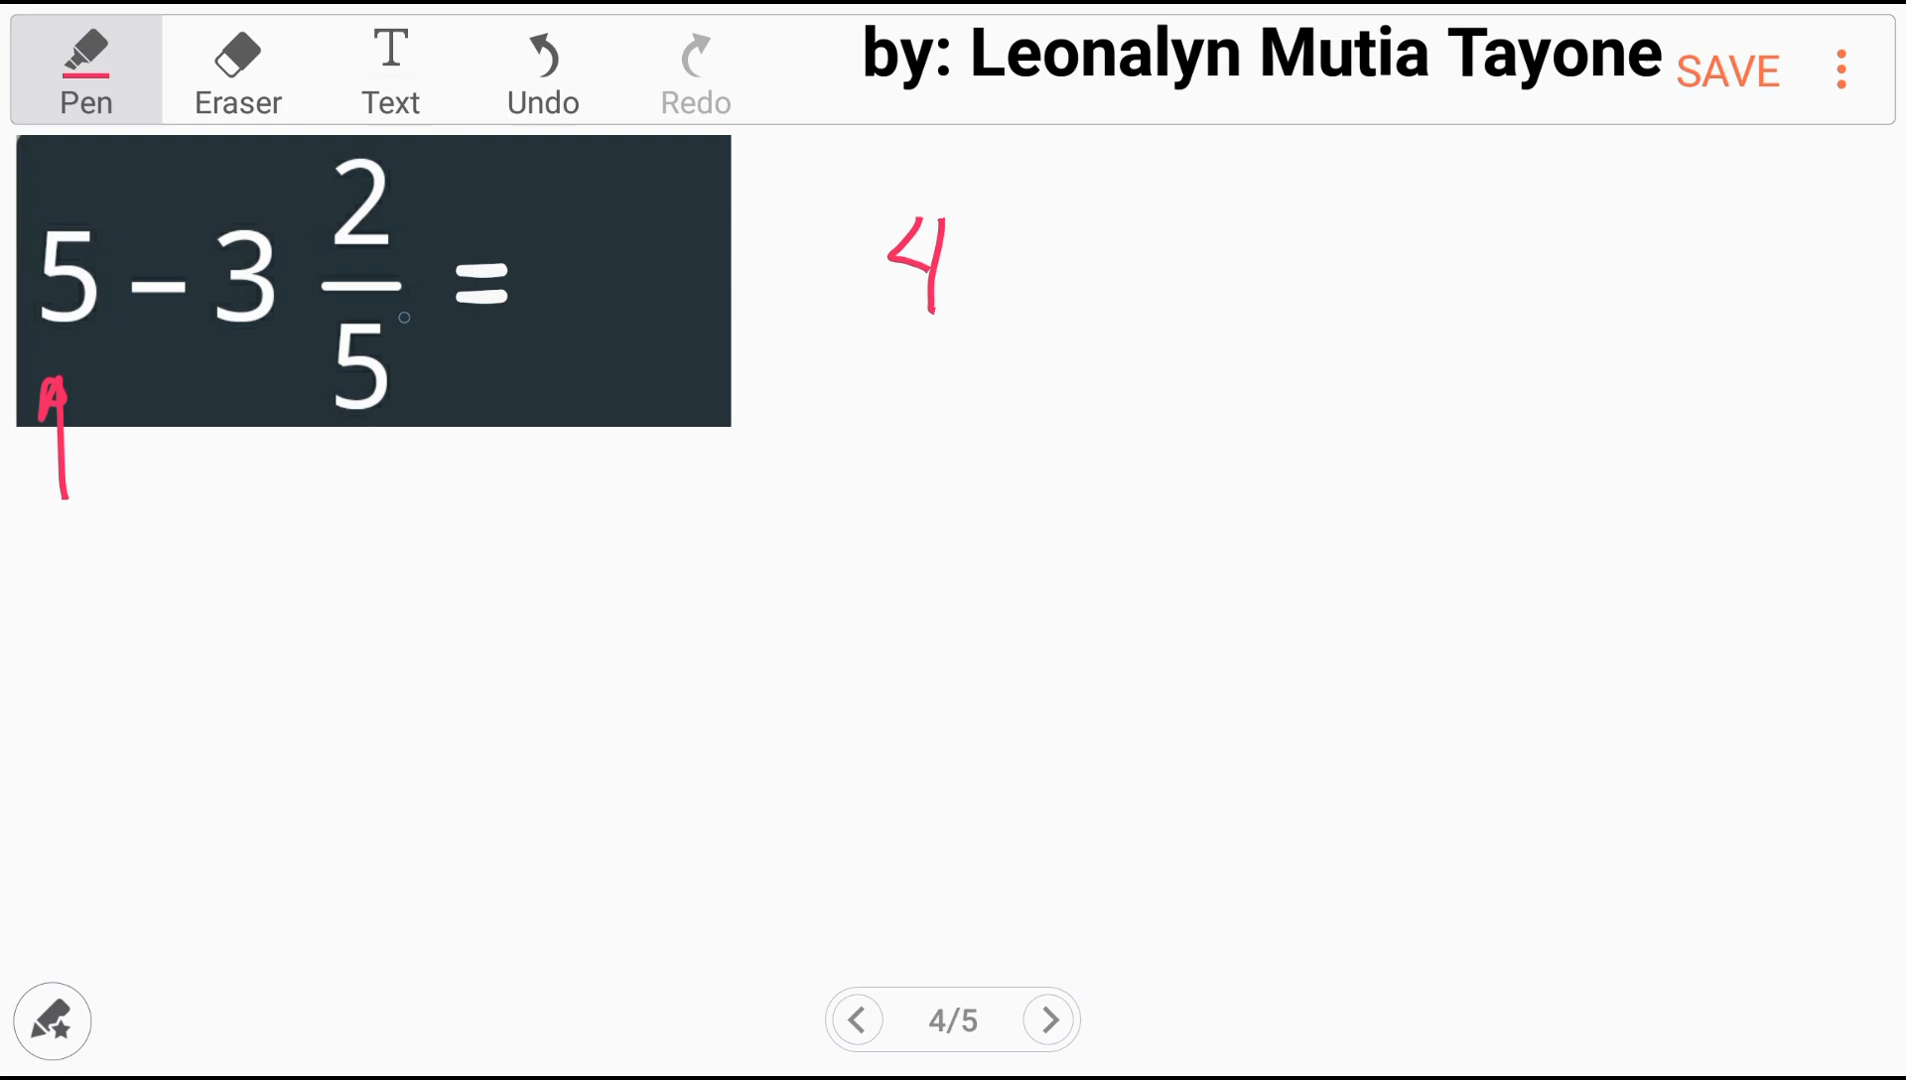 Pen
Eraser
Text
Undo
Redo
by: Leonalyn Mutia Tayone
SAVE
5 – 3 2/5 =
4
4/5